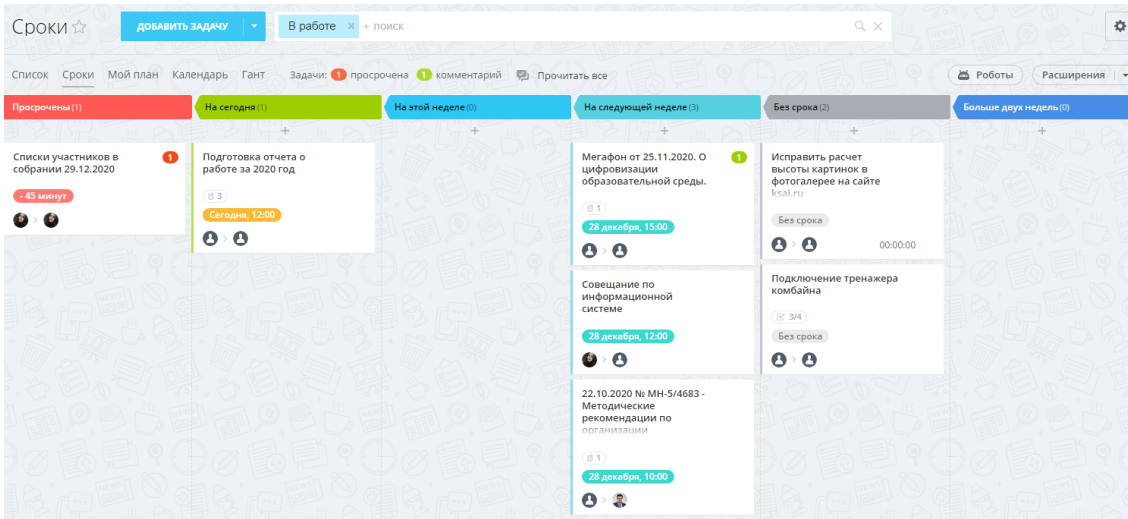 Сроки
ДОБАВИТЬ ЗАДАЧУ
В работе × + поиск
Список Сроки Мой план Календарь Гант Задачи: 1 просрочена 1 комментарий Прочитать все
Роботы Расширения
Просрочены (1)
На сегодня (1)
На этой неделе (0)
На следующей неделе (3)
Без срока (2)
Больше двух недель (0)
+ + + + +
Списки участников в
собрании 29.12.2020
1
- 45 минут
Подготовка отчета о
работе за 2020 год
3
Сегодня, 12:00
Мегафон от 25.11.2020. О
цифровизации
образовательной среды.
1
1
28 декабря, 15:00
Совещание по
информационной
системе
28 декабря, 12:00
22.10.2020 № МН-5/4683 -
Методические
рекомендации по
организации
1
28 декабря, 10:00
Исправить расчет
высоты картинок в
фотогалерее на сайте
ksai.ru
Без срока
00:00:00
Подключение тренажера
комбайна
3/4
Без срока